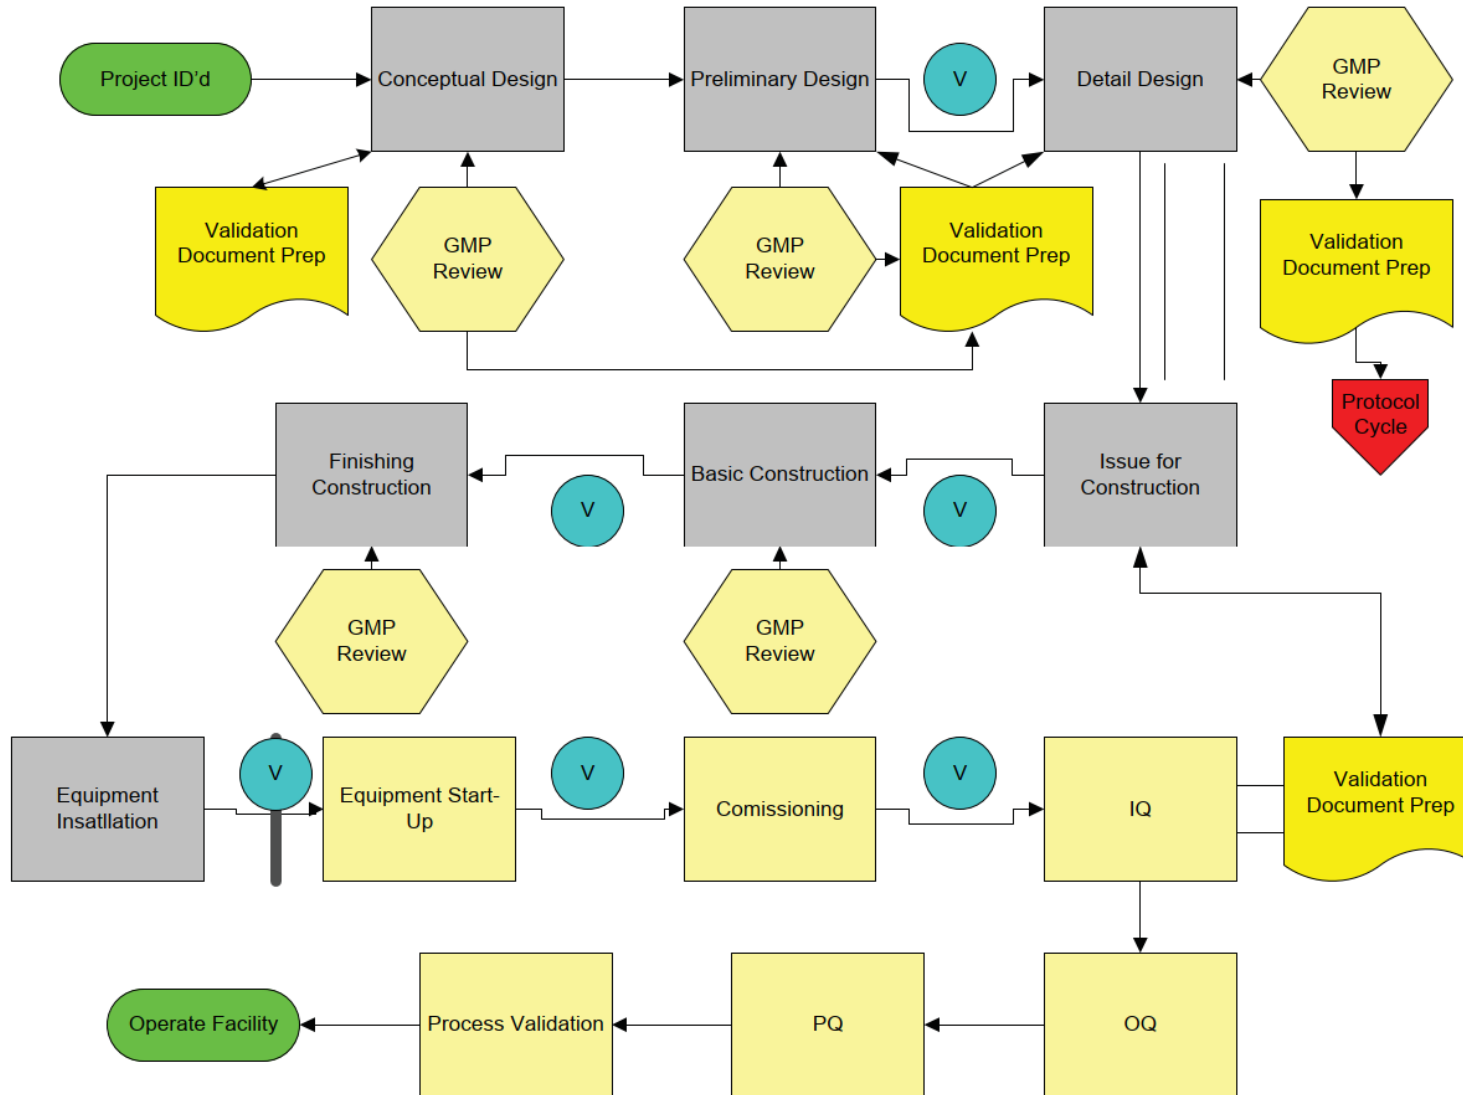 Project ID'd
Conceptual Design
Preliminary Design
V
Detail Design
GMP
Review
Validation
Document Prep
GMP
Review
GMP
Review
Validation
Document Prep
Validation
Document Prep
Protocol
Cycle
Finishing
Construction
V
Basic Construction
V
Issue for
Construction
GMP
Review
GMP
Review
Equipment
Insatllation
V
Equipment Start-
Up
V
Comissioning
V
IQ
Validation
Document Prep
Operate Facility
Process Validation
PQ
OQ